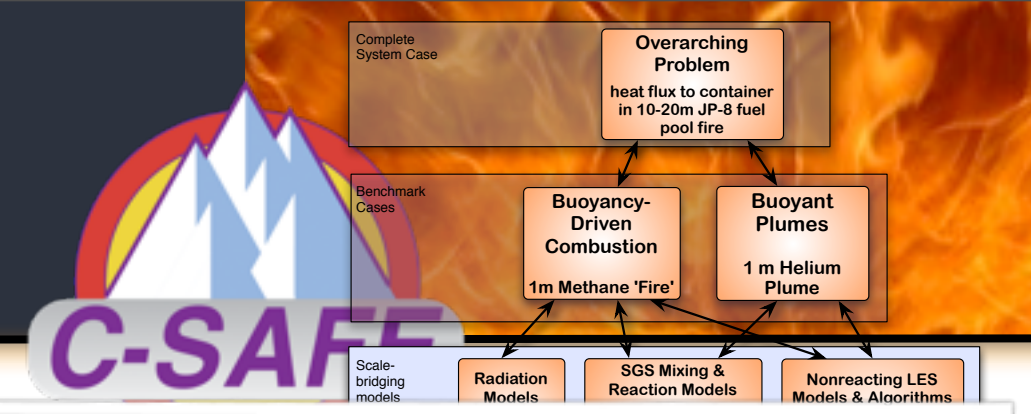 Complete
System Case
Overarching
Problem
heat flux to container
in 10-20m JP-8 fuel
pool fire
Benchmark
Cases
Buoyancy-
Driven
Combustion
1m Methane 'Fire'
Buoyant
Plumes
1 m Helium
Plume
C-SAFE
Scale-
bridging
models
Radiation
Models
SGS Mixing &
Reaction Models
Nonreacting LES
Models & Algorithms